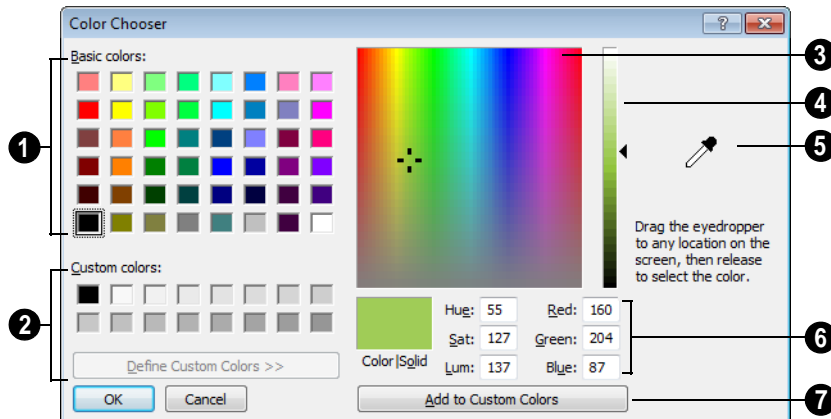 Color Chooser
?
Basic colors:
1
3
4
5
Drag the eyedropper
to any location on the
screen, then release
to select the color.
Custom colors:
2
Hue: 55 Red: 160
Sat: 127 Green: 204
Lum: 137 Blue: 87
6
Color|Solid
Define Custom Colors >>
OK Cancel Add to Custom Colors
7